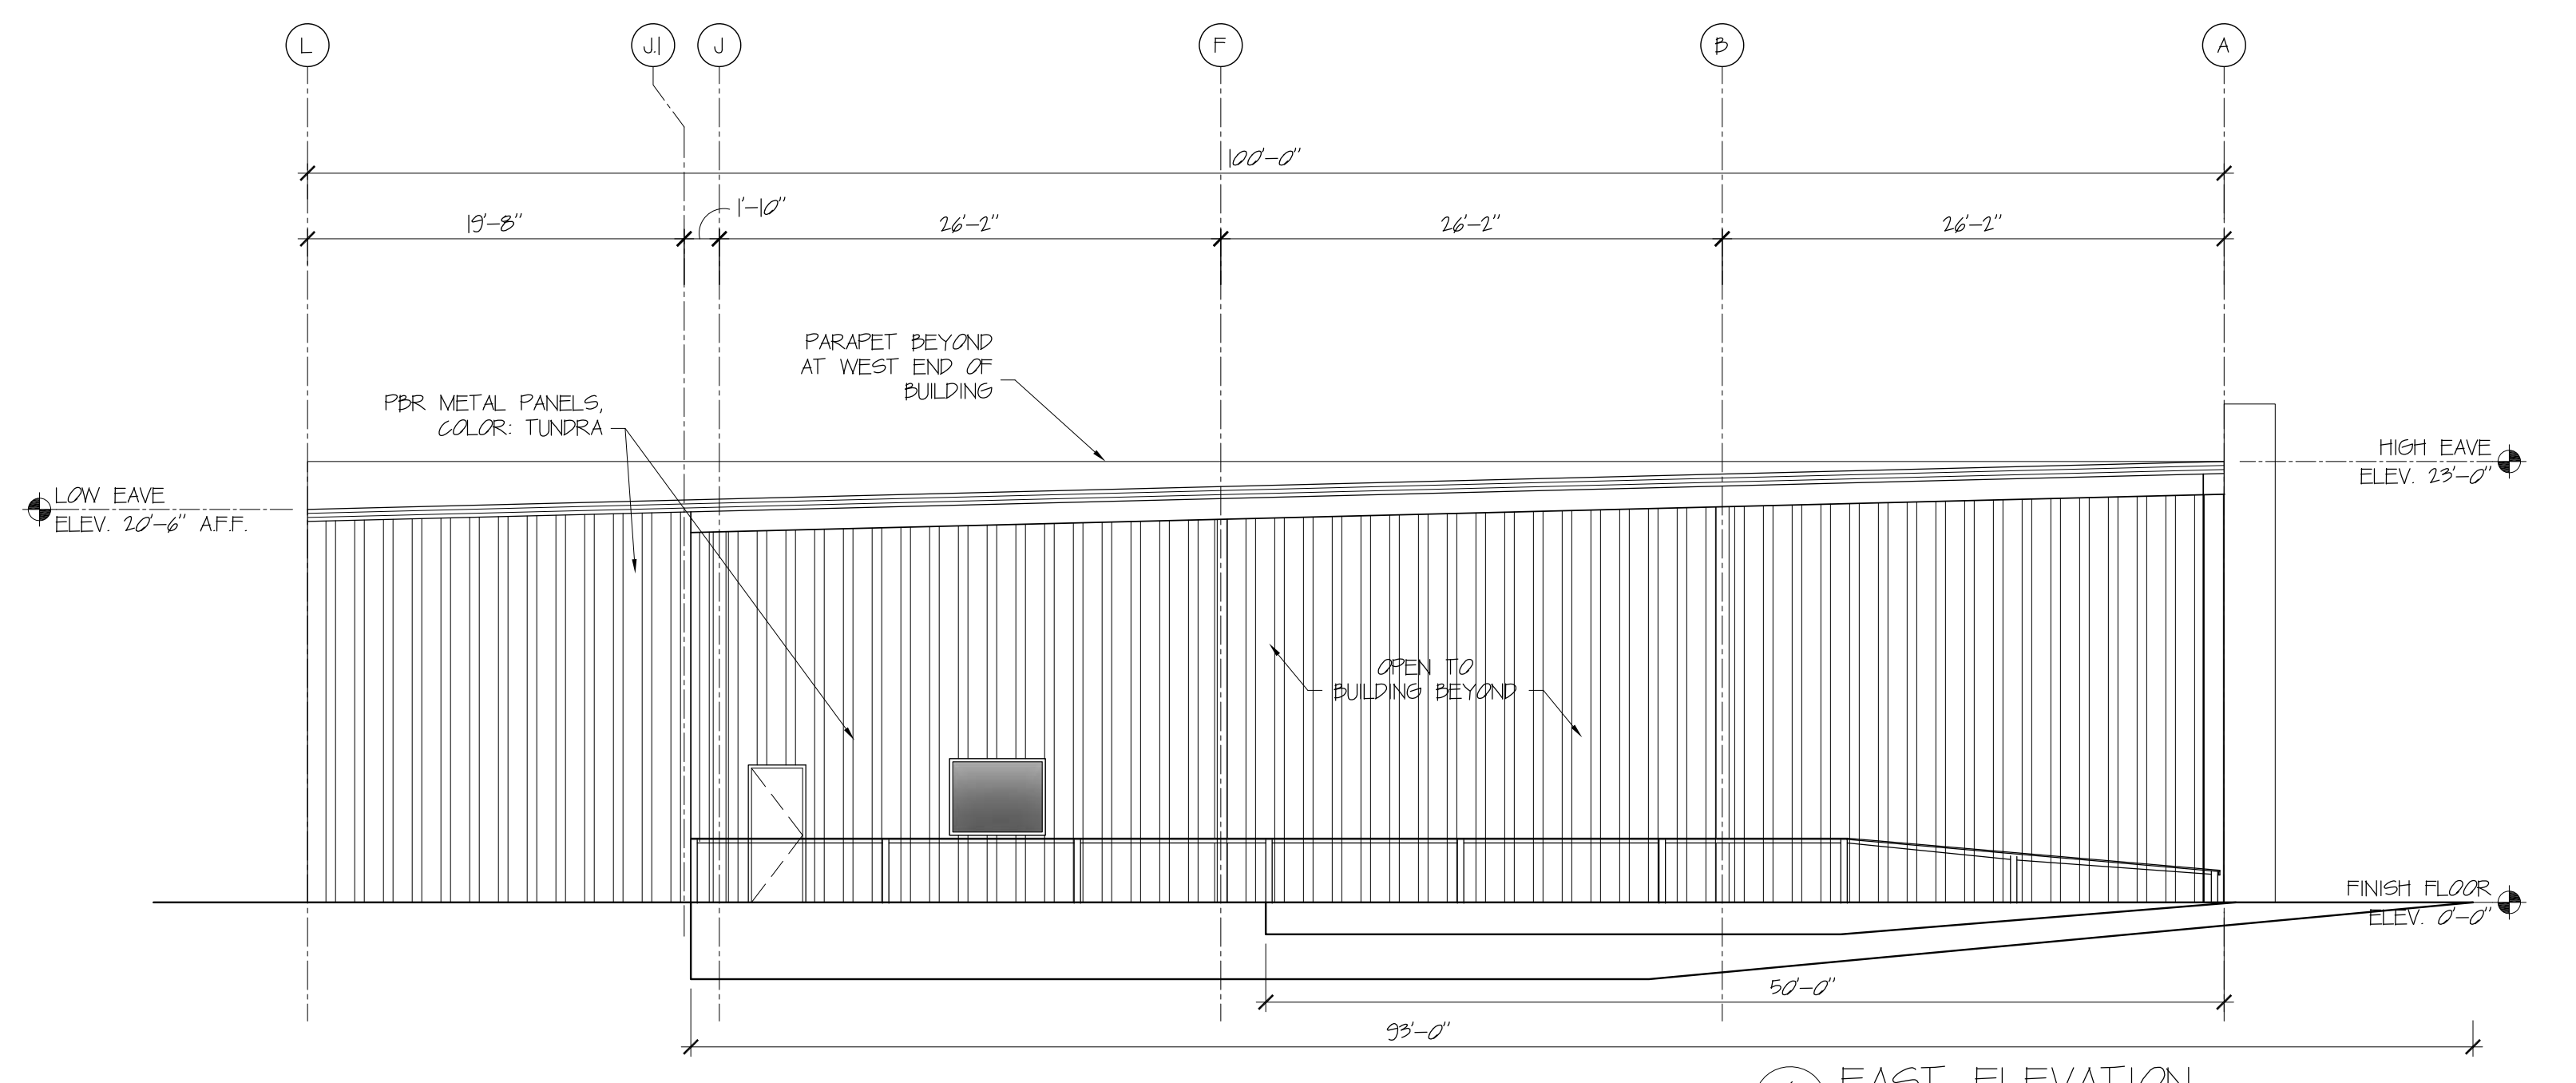 L
J.1
J
F
B
A
100'-0"
19'-8"
1'-10"
26'-2"
26'-2"
26'-2"
PARAPET BEYOND
AT WEST END OF
BUILDING
PBR METAL PANELS,
COLOR: TUNDRA
HIGH EAVE
ELEV. 23'-0"
LOW EAVE
ELEV. 20'-6" A.F.F.
OPEN TO
BUILDING BEYOND
FINISH FLOOR
ELEV. 0'-0"
50'-0"
93'-0"
EAST ELEVATION